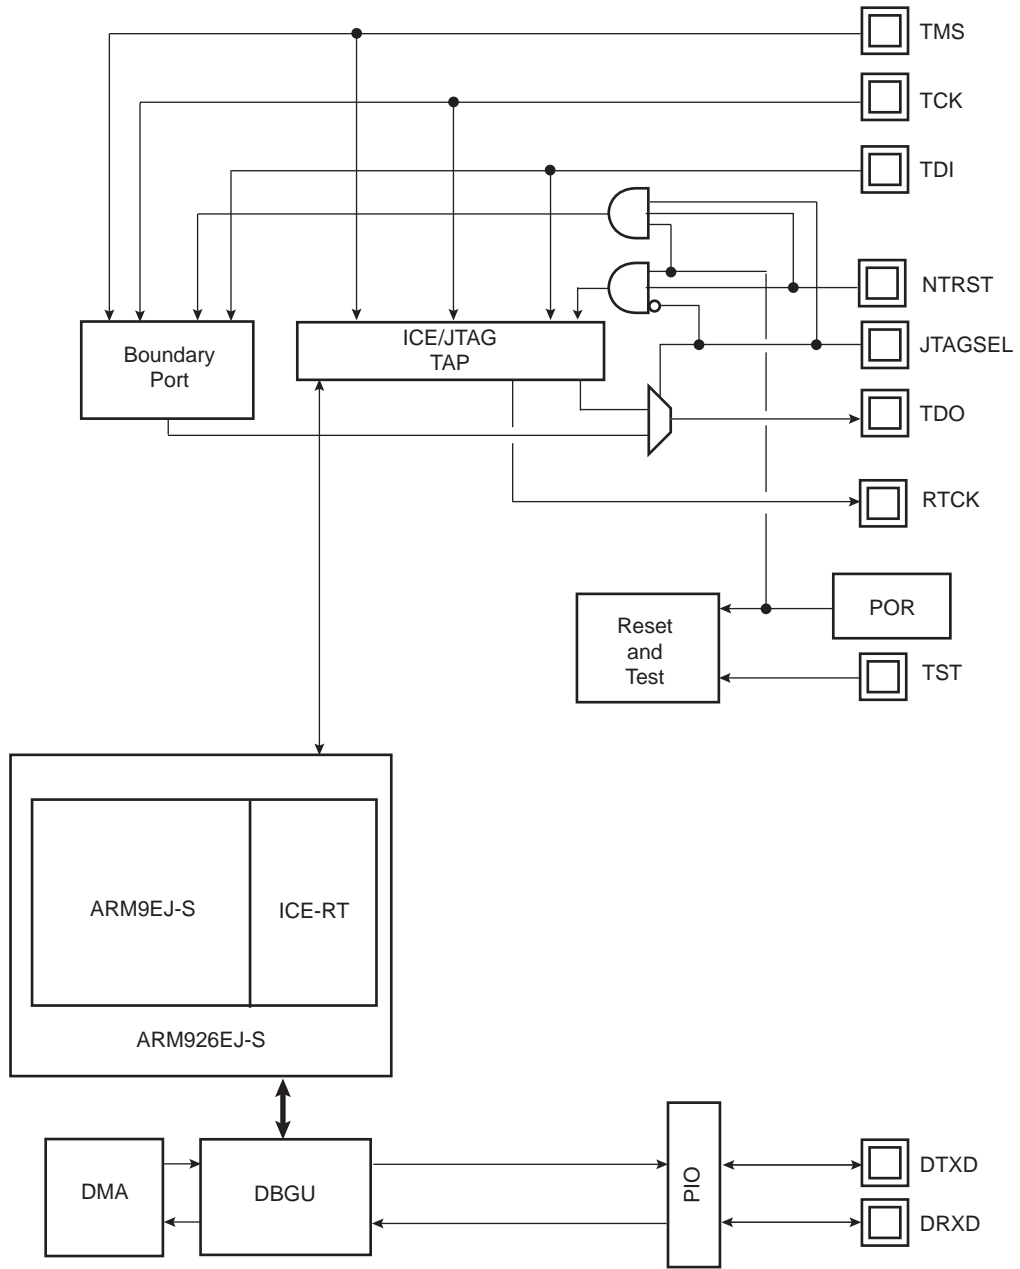 TMS
TCK
TDI
NTRST
JTAGSEL
Boundary
Port
ICE/JTAG
TAP
TDO
RTCK
POR
Reset
and
Test
TST
ARM9EJ-S
ICE-RT
ARM926EJ-S
DMA
DBGU
PIO
DTXD
DRXD